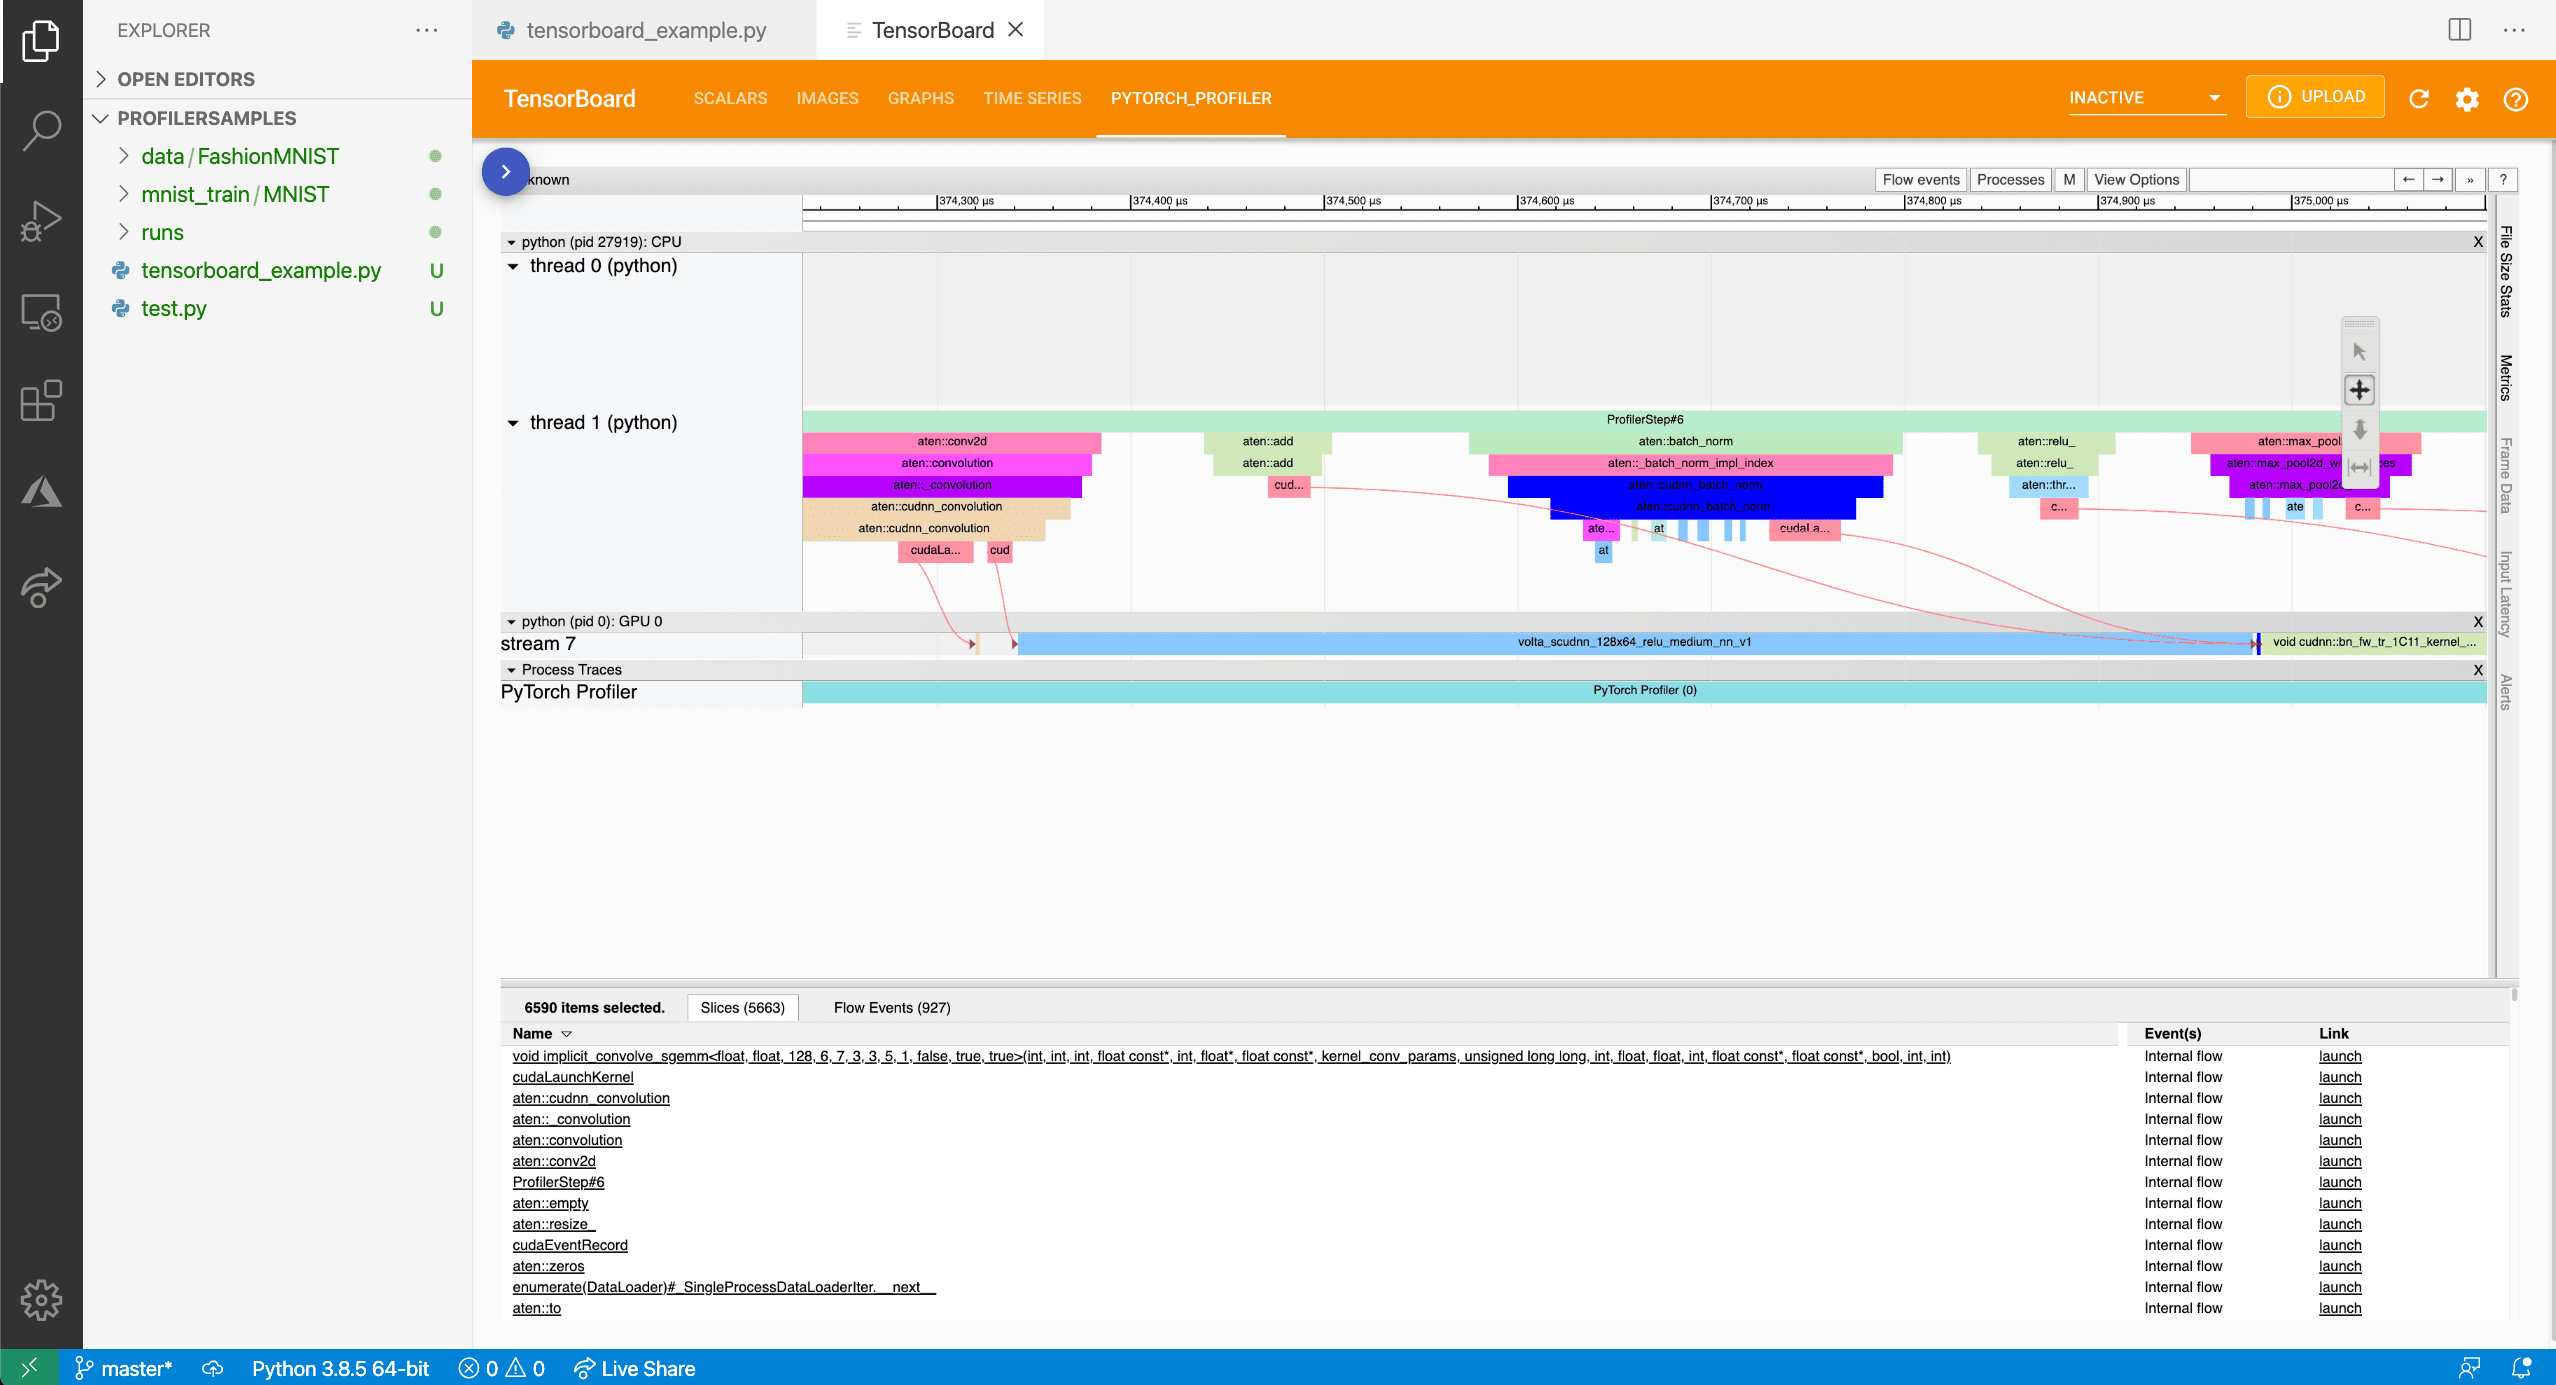 EXPLORER
OPEN EDITORS
PROFILERSAMPLES
data / FashionMNIST
mnist_train / MNIST
runs
tensorboard_example.py U
test.py U
tensorboard_example.py
TensorBoard
TensorBoard SCALARS IMAGES GRAPHS TIME SERIES PYTORCH_PROFILER INACTIVE UPLOAD
known Flow events Processes M View Options ← → » ?
374,300 µs 374,400 µs 374,500 µs 374,600 µs 374,700 µs 374,800 µs 374,900 µs 375,000 µs
python (pid 27919): CPU X
thread 0 (python)
thread 1 (python)
ProfilerStep#6
aten::conv2d aten::add aten::batch_norm aten::relu_ aten::max_pool
aten::convolution aten::add aten::_batch_norm_impl_index aten::relu_ aten::max_pool2d_wi ces
aten::_convolution cud... aten::cudnn_batch_norm aten::thr... aten::max_pool2d
aten::cudnn_convolution aten::cudnn_batch_norm c... ate c...
aten::cudnn_convolution ate... at cudaLa...
cudaLa... cud at
python (pid 0): GPU 0 X
stream 7 volta_scudnn_128x64_relu_medium_nn_v1 void cudnn::bn_fw_tr_1C11_kernel_...
Process Traces X
PyTorch Profiler PyTorch Profiler (0)
File Size Stats
Metrics
Frame Data
Input Latency
Alerts
6590 items selected. Slices (5663) Flow Events (927)
Name Event(s) Link
void implicit_convolve_sgemm<float, float, 128, 6, 7, 3, 3, 5, 1, false, true, true>(int, int, int, float const*, int, float*, float const*, kernel_conv_params, unsigned long long, int, float, float, int, float const*, float const*, bool, int, int) Internal flow launch
cudaLaunchKernel Internal flow launch
aten::cudnn_convolution Internal flow launch
aten::_convolution Internal flow launch
aten::convolution Internal flow launch
aten::conv2d Internal flow launch
ProfilerStep#6 Internal flow launch
aten::empty Internal flow launch
aten::resize_ Internal flow launch
cudaEventRecord Internal flow launch
aten::zeros Internal flow launch
enumerate(DataLoader)#_SingleProcessDataLoaderIter.__next__ Internal flow launch
aten::to Internal flow launch
master* Python 3.8.5 64-bit 0 0 Live Share